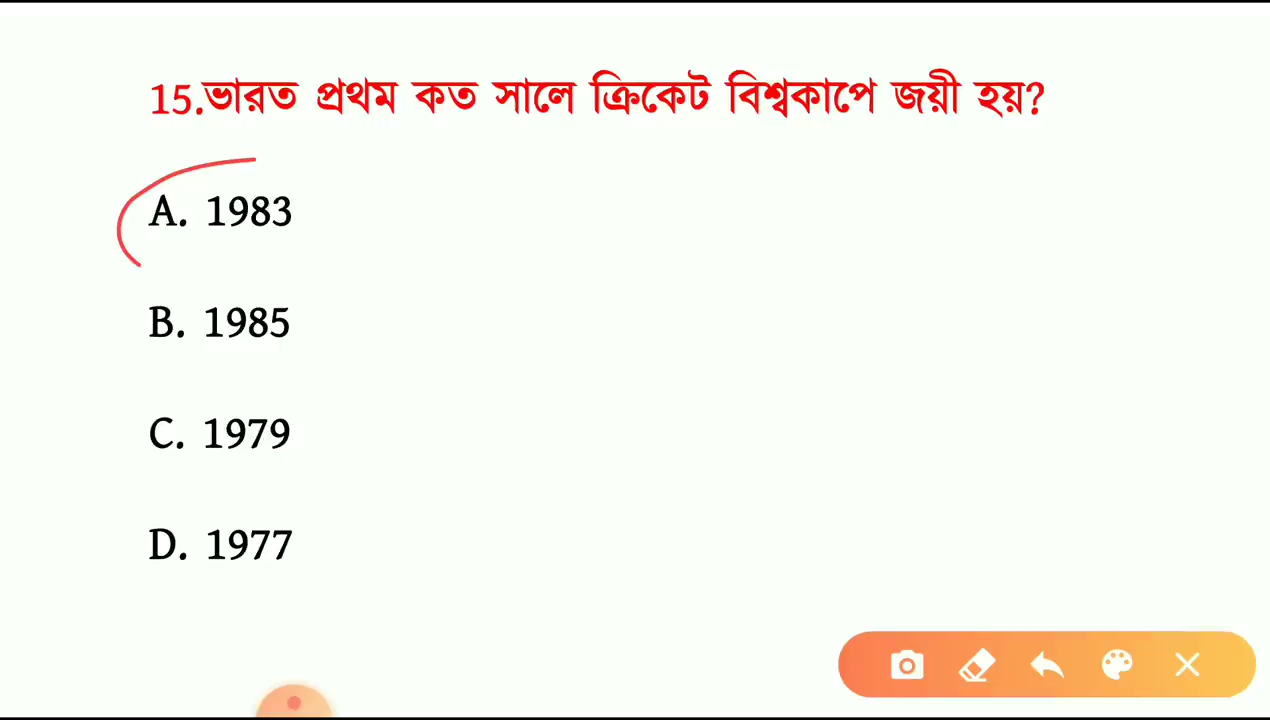 15.ভারত প্রথম কত সালে ক্রিকেট বিশ্বকাপে জয়ী হয়?
A. 1983
B. 1985
C. 1979
D. 1977